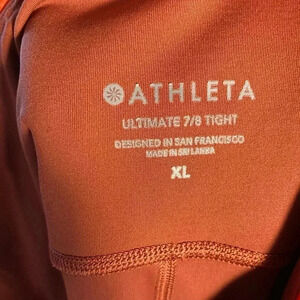 ATHLETA
ULTIMATE 7/8 TIGHT
DESIGNED IN SAN FRANCISCO
MADE IN SRI LANKA
XL